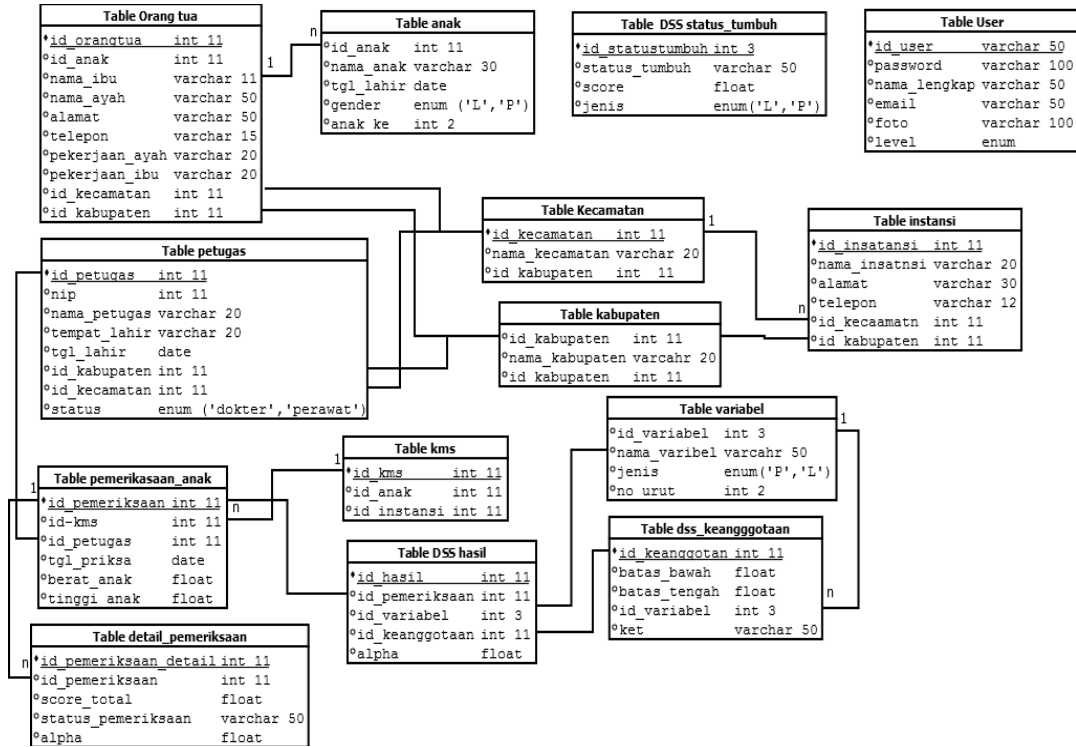 Table Orang tua
id_orangtua int 11
id_anak int 11
nama_ibu varchar 11
nama_ayah varchar 50
alamat varchar 50
telepon varchar 15
pekerjaan_ayah varchar 20
pekerjaan_ibu varchar 20
id_kecamatan int 11
id kabupaten int 11
1
n
Table anak
id_anak int 11
nama_anak varchar 30
tgl_lahir date
gender enum ('L','P')
anak ke int 2
Table DSS status_tumbuh
id_statustumbuh int 3
status_tumbuh varchar 50
score float
jenis enum('L','P')
Table User
id_user varchar 50
password varchar 100
nama_lengkap varchar 50
email varchar 50
foto varchar 100
level enum
Table petugas
id_petugas int 11
nip int 11
nama_petugas varchar 20
tempat_lahir varchar 20
tgl_lahir date
id_kabupaten int 11
id_kecamatan int 11
status enum ('dokter','perawat')
Table Kecamatan
id_kecamatan int 11
nama_kecamatan varchar 20
id kabupaten int 11
1
n
Table instansi
id_insatansi int 11
nama_insatnsi varchar 20
alamat varchar 30
telepon varchar 12
id_kecaamatn int 11
id kabupaten int 11
Table kabupaten
id_kabupaten int 11
nama_kabupaten varcahr 20
id kabupaten int 11
Table variabel
id_variabel int 3
nama_varibel varcahr 50
jenis enum('P','L')
no urut int 2
1
n
Table kms
id_kms int 11
id_anak int 11
id instansi int 11
1
n
Table pemerikasaan_anak
id_pemeriksaan int 11
id-kms int 11
id_petugas int 11
tgl_priksa date
berat_anak float
tinggi anak float
1
n
Table DSS hasil
id_hasil int 11
id_pemeriksaan int 11
id_variabel int 3
id_keanggotaan int 11
alpha float
Table dss_keangggotaan
id_keanggotan int 11
batas_bawah float
batas_tengah float
id_variabel int 3
ket varchar 50
Table detail_pemeriksaan
id_pemeriksaan_detail int 11
id_pemeriksaan int 11
score_total float
status_pemeriksaan varchar 50
alpha float